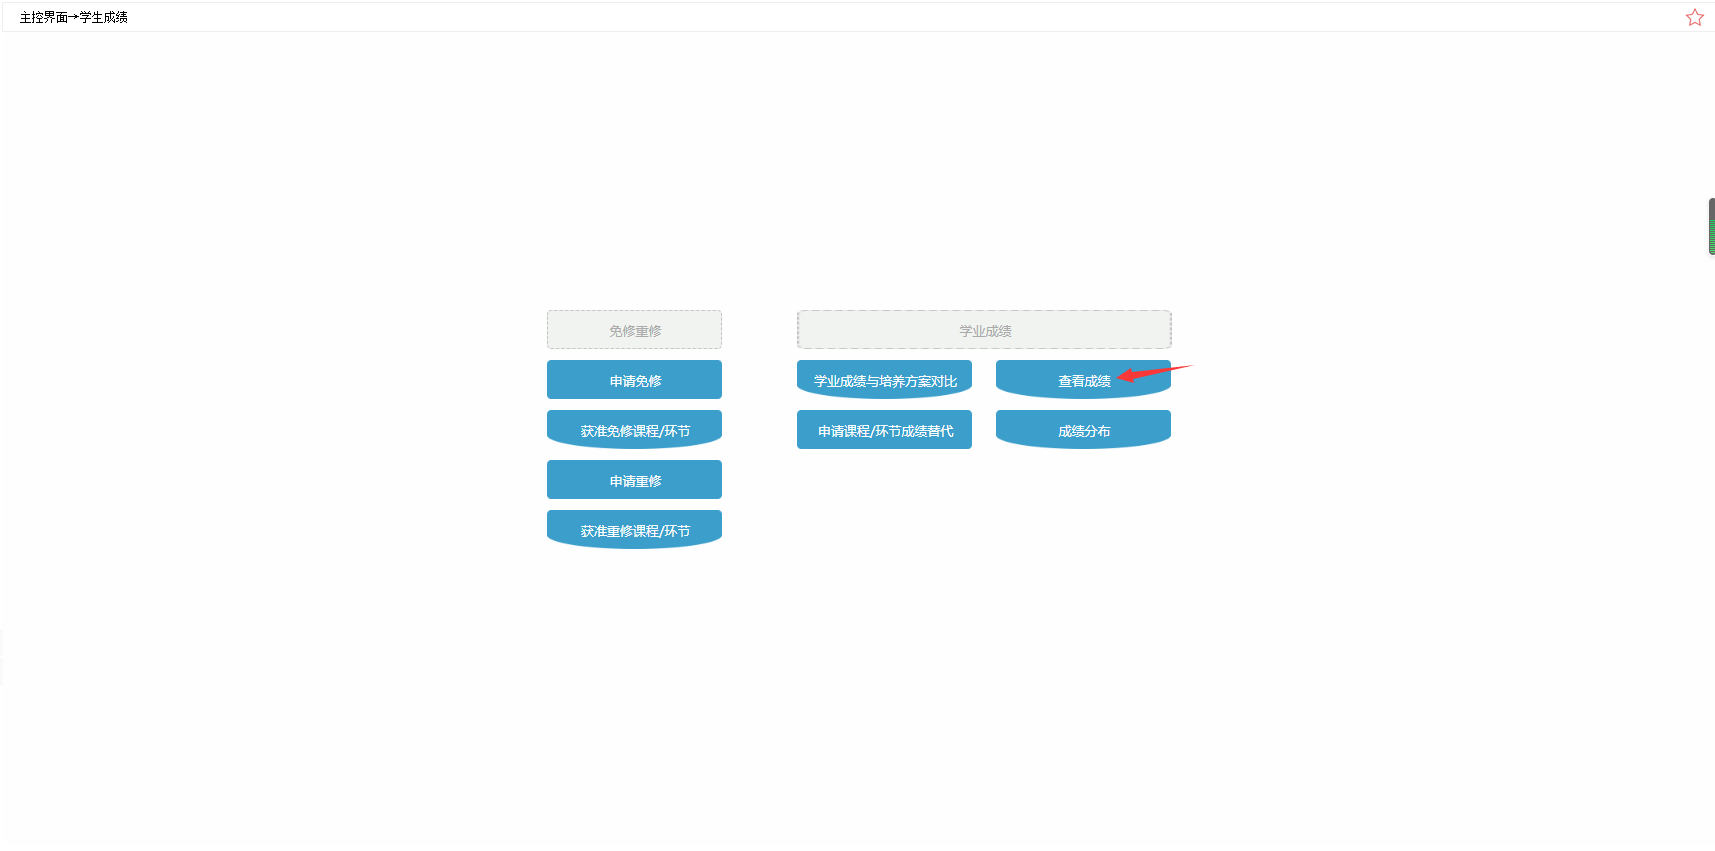 主控界面→学生成绩
免修重修
申请免修
获准免修课程/环节
申请重修
获准重修课程/环节
学业成绩
学业成绩与培养方案对比
查看成绩
申请课程/环节成绩替代
成绩分布